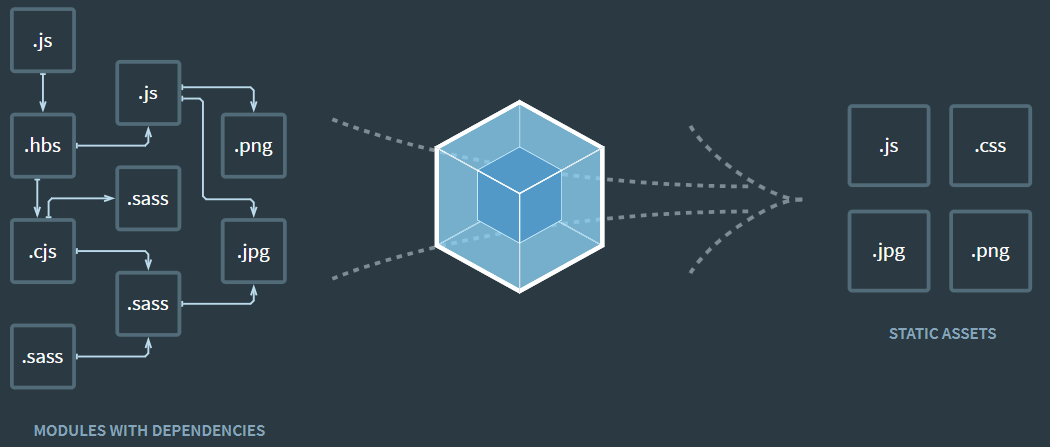 .js
.js
.hbs
.png
.sass
.cjs
.jpg
.sass
.sass
MODULES WITH DEPENDENCIES
.js
.css
.jpg
.png
STATIC ASSETS